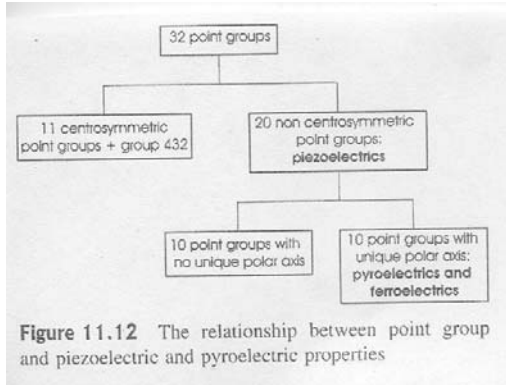 32 point groups
11 centrosymmetric
point groups + group 432
20 non centrosymmetric
point groups:
piezoelectrics
10 point groups with
no unique polar axis
10 point groups with
unique polar axis:
pyroelectrics and
ferroelectrics
Figure 11.12 The relationship between point group
and piezoelectric and pyroelectric properties